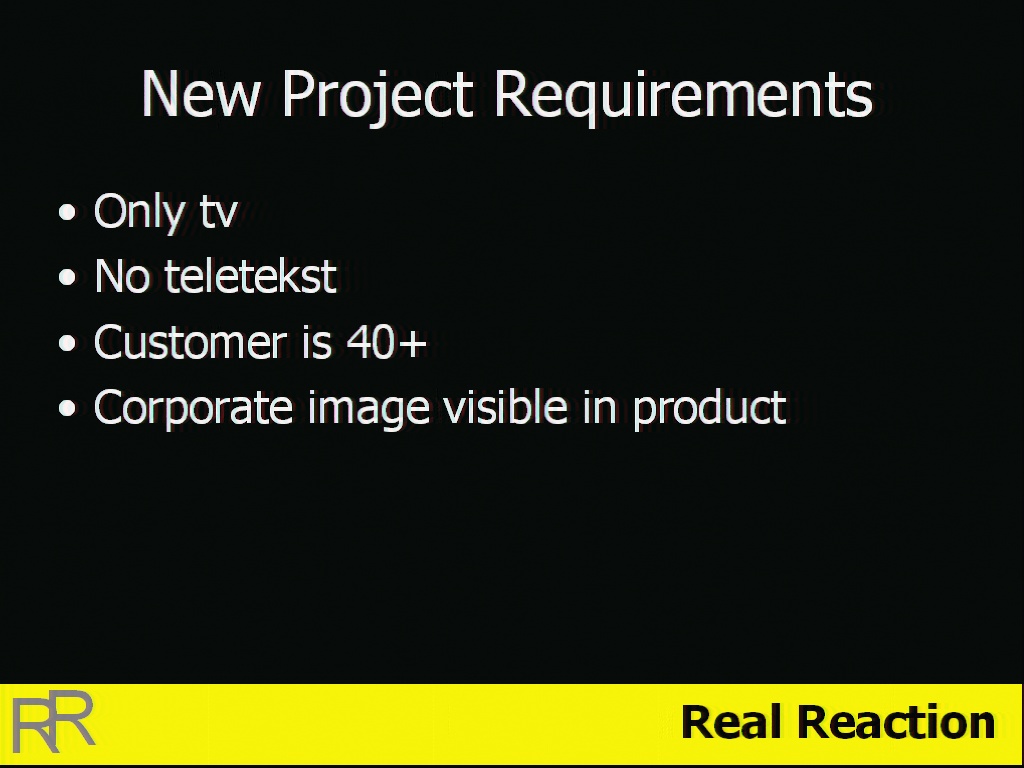 New Project Requirements
• Only tv
• No teletekst
• Customer is 40+
• Corporate image visible in product
RR
Real Reaction